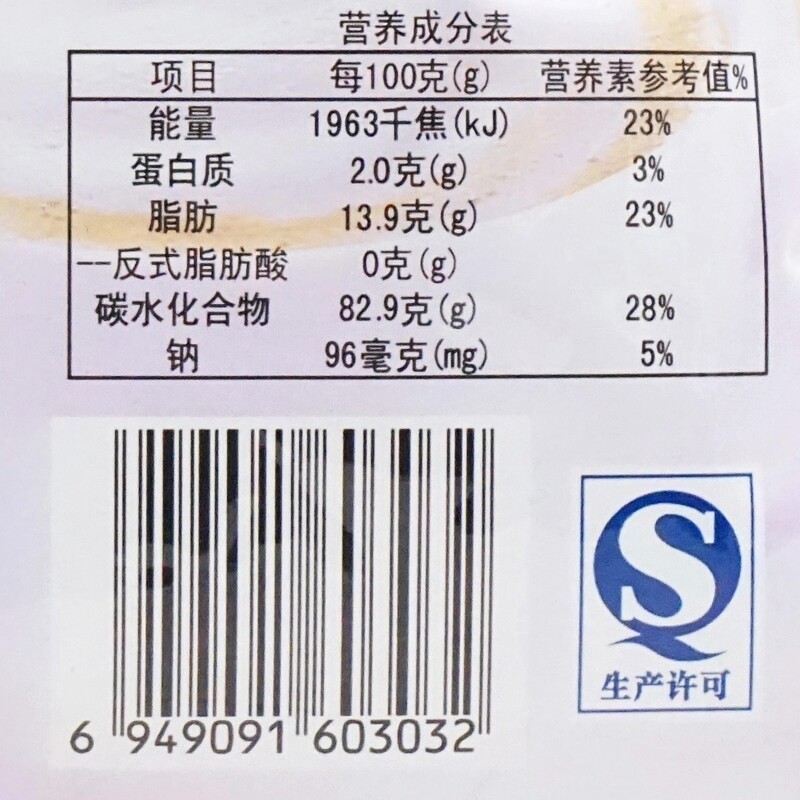 营养成分表
项目 每100克(g) 营养素参考值%
能量 1963千焦(kJ) 23%
蛋白质 2.0克(g) 3%
脂肪 13.9克(g) 23%
--反式脂肪酸 0克(g)
碳水化合物 82.9克(g) 28%
钠 96毫克(mg) 5%
QS
生产许可
6 949091 603032